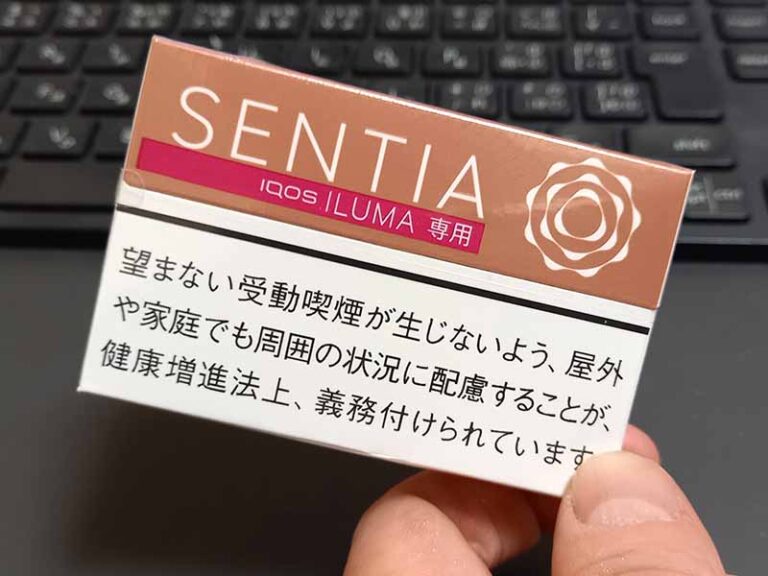 SENTIA
IQOS ILUMA 専用
望まない受動喫煙が生じないよう、屋外
や家庭でも周囲の状況に配慮することが、
健康増進法上、義務付けられています